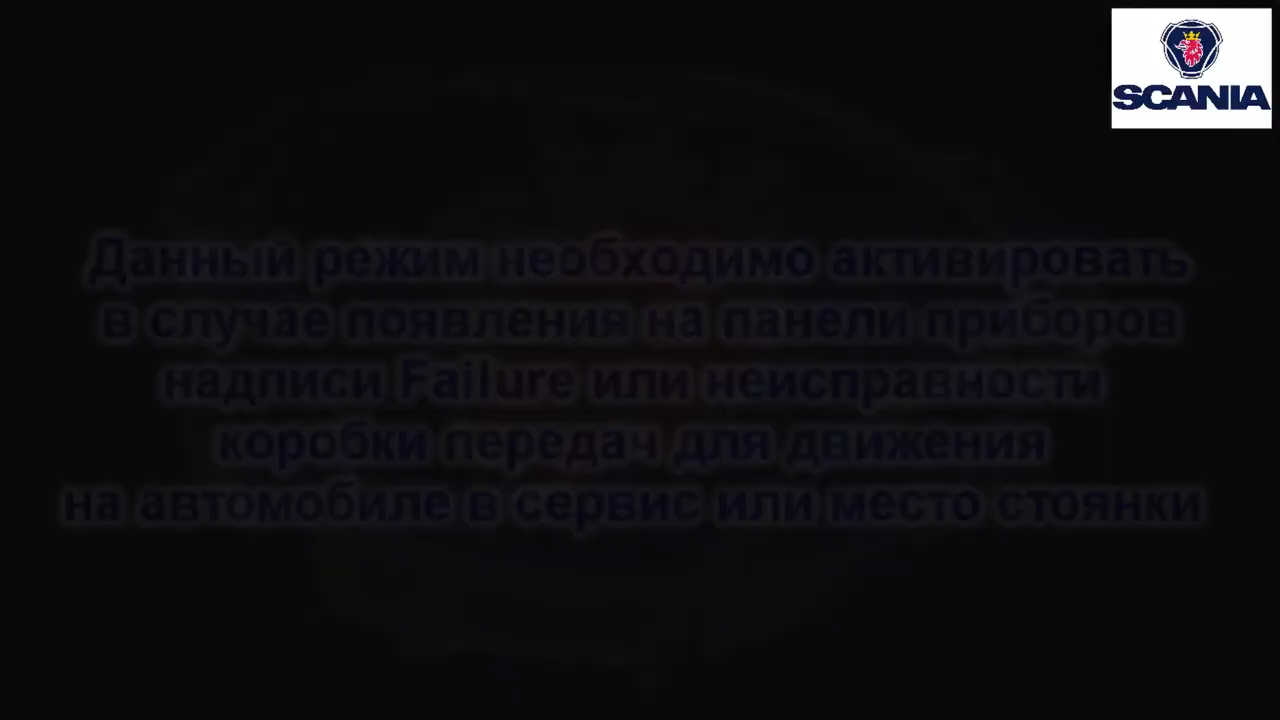 SCANIA
Данный режим необходимо активировать
в случае появления на панели приборов
надписи Failure или неисправности
коробки передач для движения
на автомобиле в сервис или место стоянки